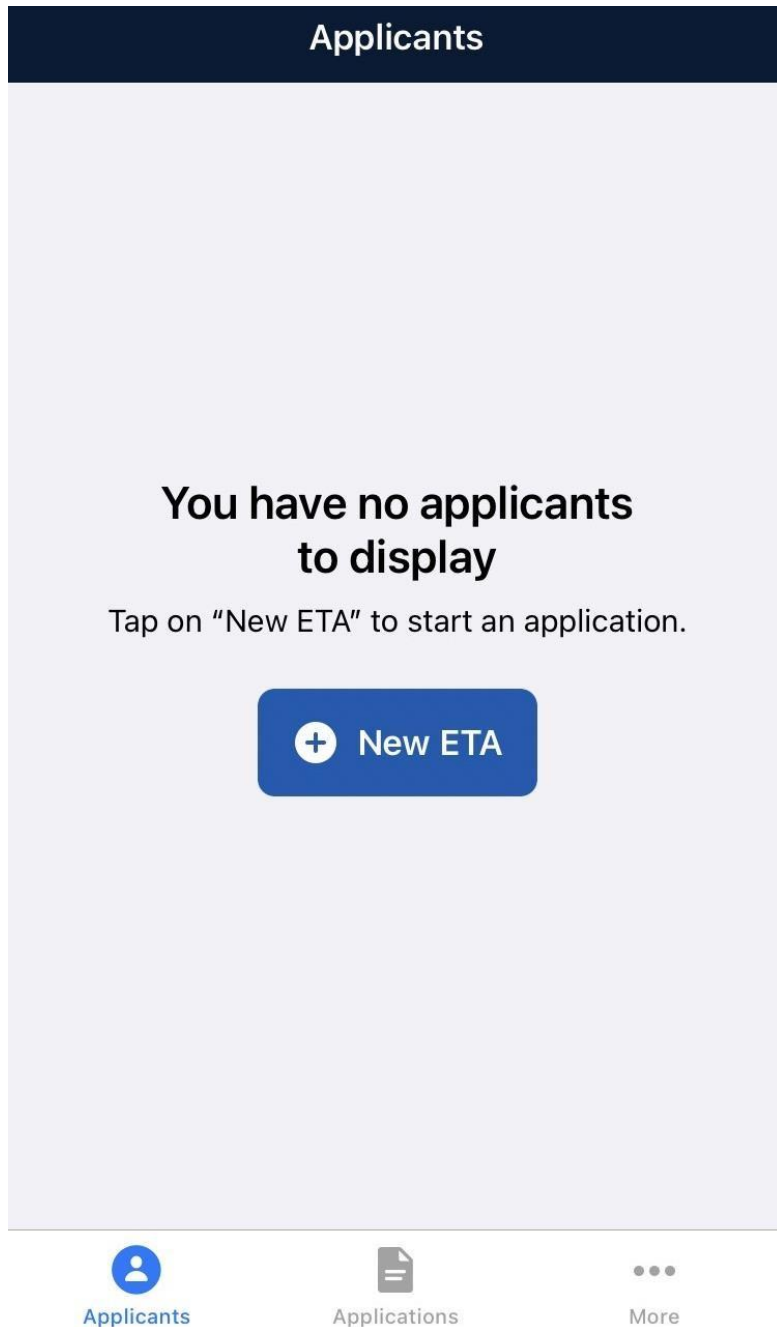 Applicants
You have no applicants
to display
Tap on “New ETA” to start an application.
New ETA
Applicants
Applications
More